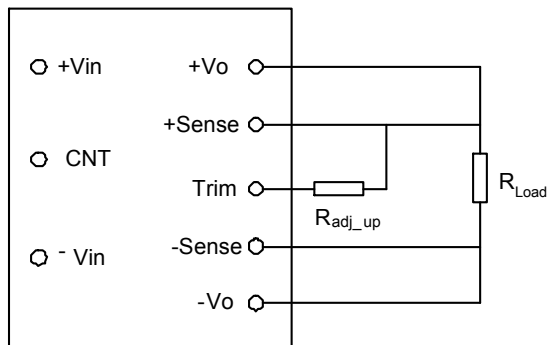 +Vin
+Vo
+Sense
CNT
Trim
R_Load
R_adj_up
-Sense
- Vin
-Vo